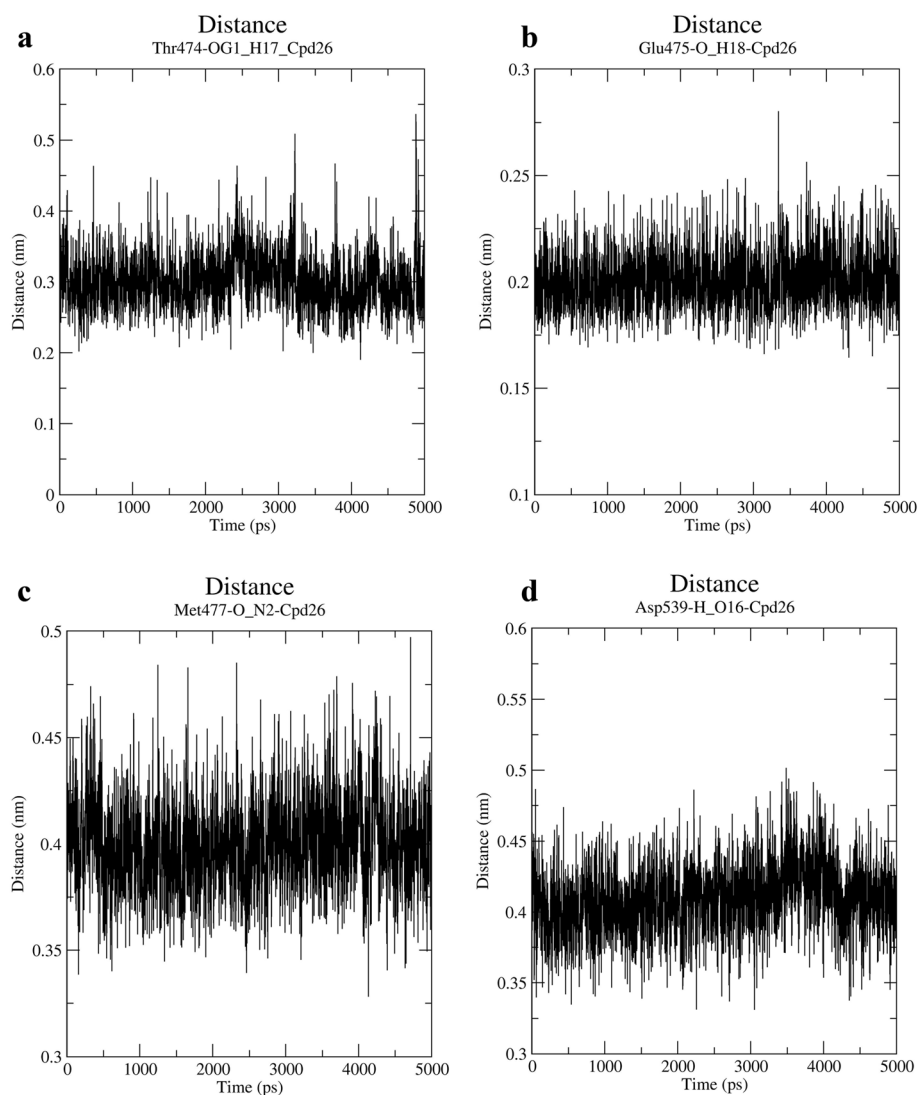 a
Distance
Thr474-OG1_H17_Cpd26
Distance (nm)
0.6
0.5
0.4
0.3
0.2
0.1
0
0 1000 2000 3000 4000 5000
Time (ps)
b
Distance
Glu475-O_H18-Cpd26
Distance (nm)
0.3
0.25
0.2
0.15
0.1
0 1000 2000 3000 4000 5000
Time (ps)
c
Distance
Met477-O_N2-Cpd26
Distance (nm)
0.5
0.45
0.4
0.35
0.3
0 1000 2000 3000 4000 5000
Time (ps)
d
Distance
Asp539-H_O16-Cpd26
Distance (nm)
0.6
0.55
0.5
0.45
0.4
0.35
0.3
0 1000 2000 3000 4000 5000
Time (ps)